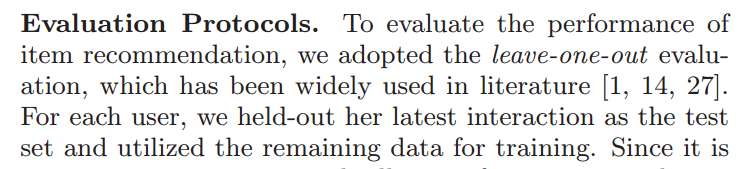 Evaluation Protocols. To evaluate the performance of
item recommendation, we adopted the leave-one-out evalu-
ation, which has been widely used in literature [1, 14, 27].
For each user, we held-out her latest interaction as the test
set and utilized the remaining data for training. Since it is